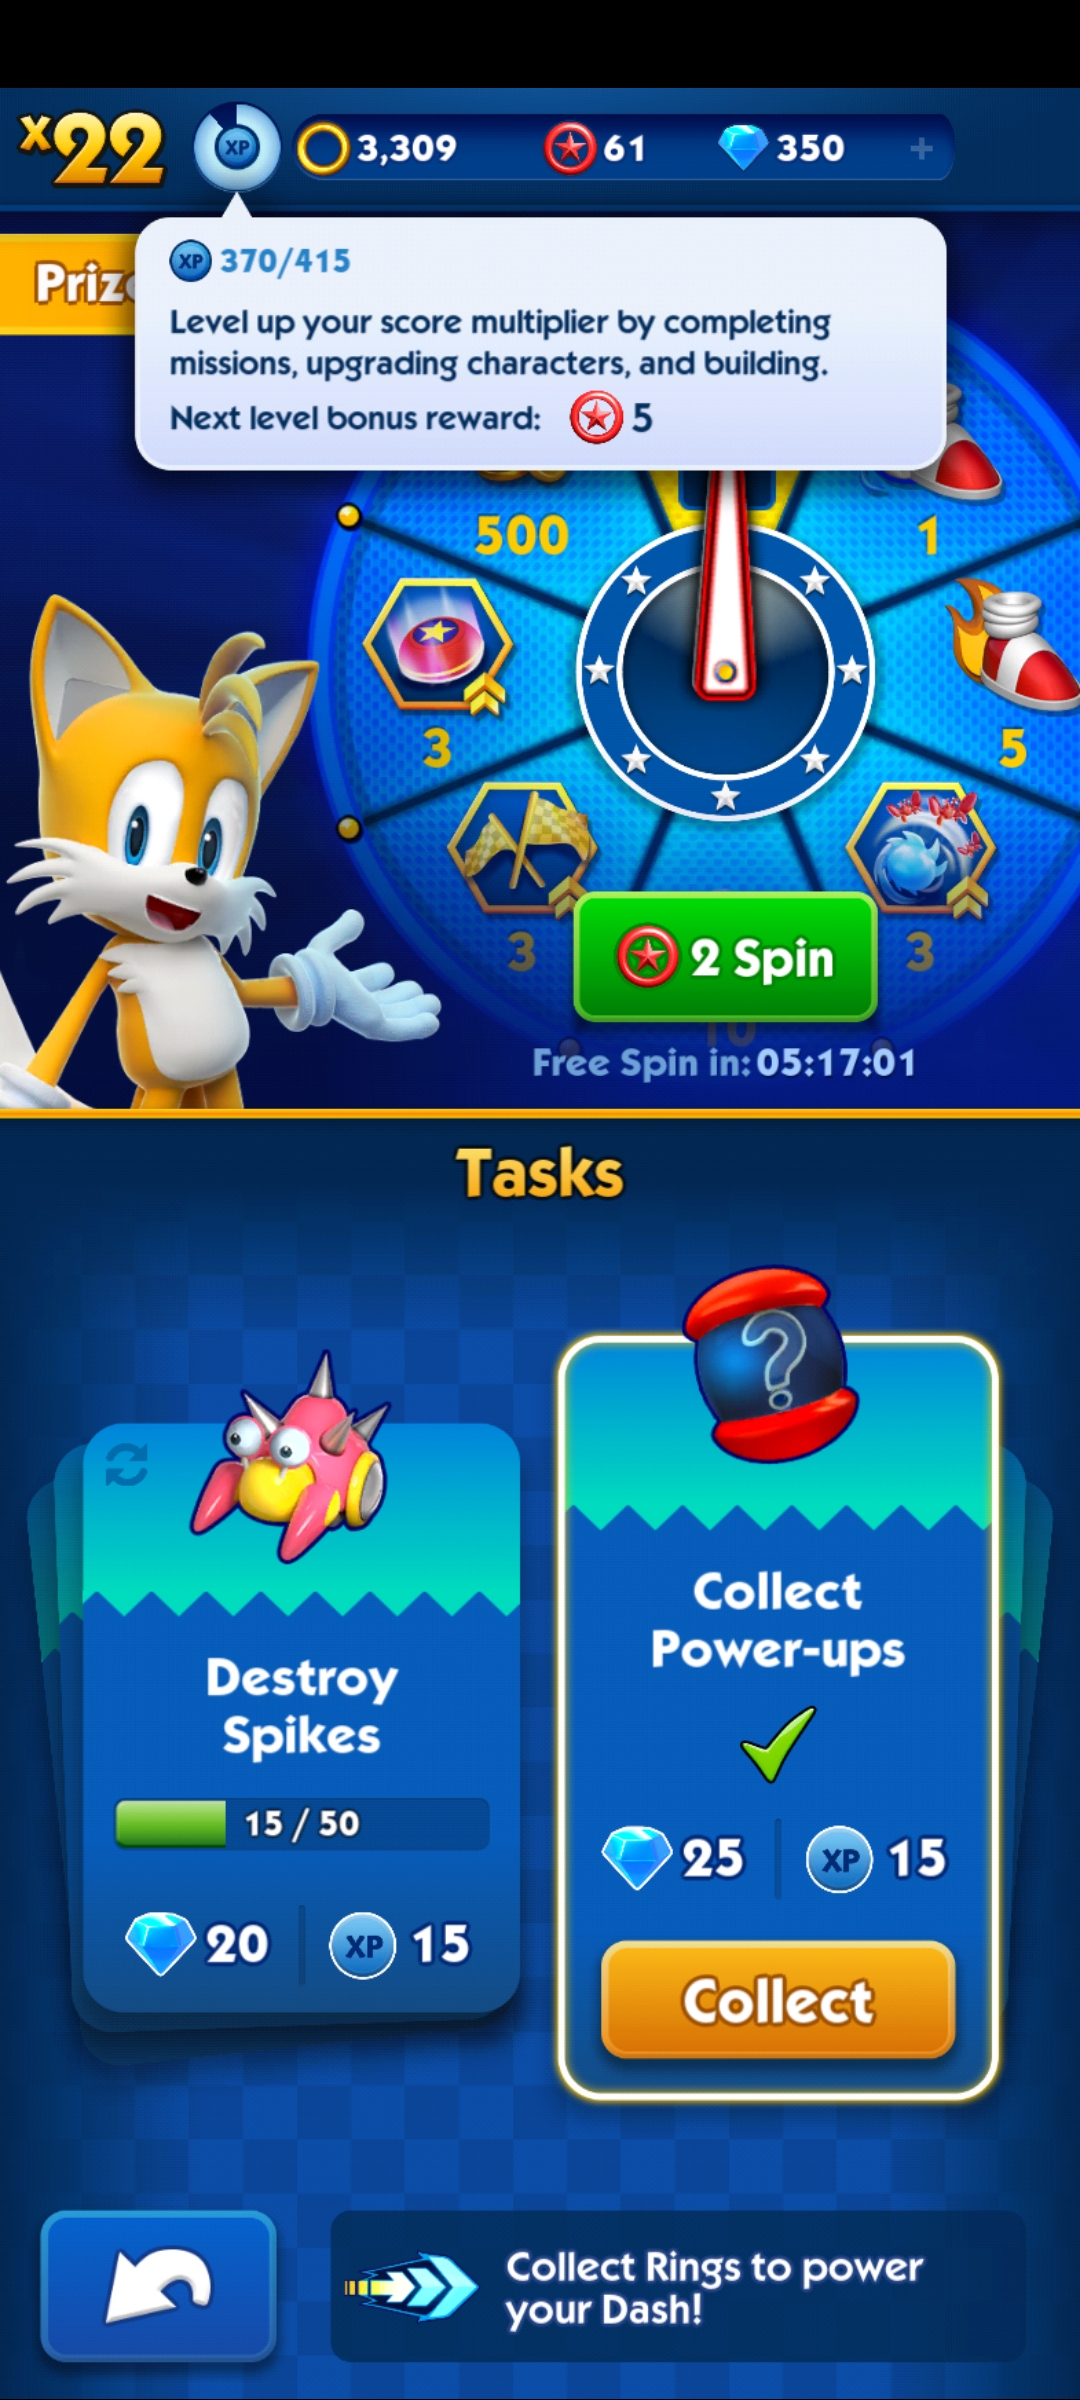 x22
XP
3,309
61
350
+
XP 370/415
Level up your score multiplier by completing
missions, upgrading characters, and building.
Next level bonus reward: 5
500
1
3
5
3
2 Spin
3
10
Free Spin in: 05:17:01
Tasks
?
Destroy
Spikes
15 / 50
20
XP 15
Collect
Power-ups
25
XP 15
Collect
Collect Rings to power
your Dash!